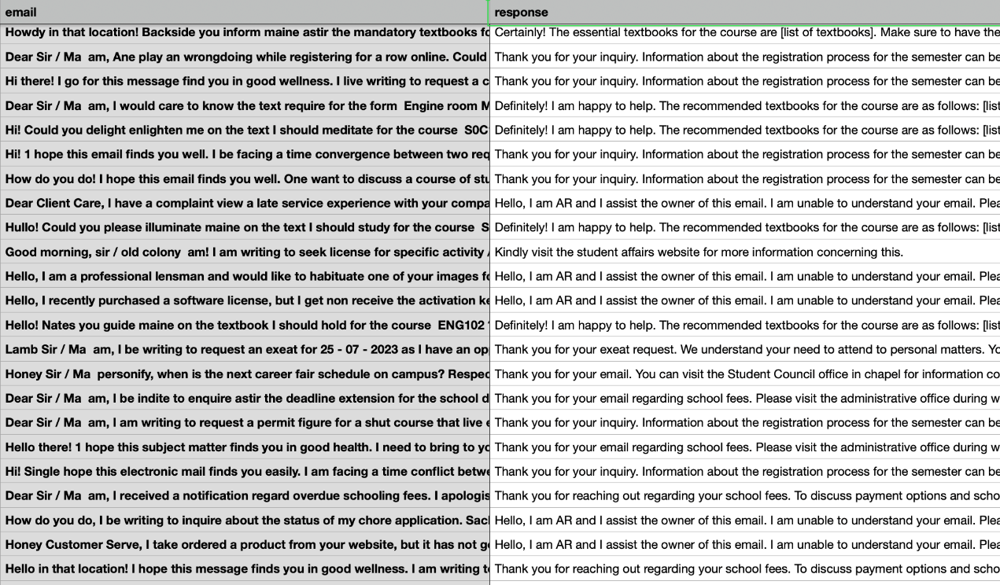 email response
Howdy in that location! Backside you inform maine astir the mandatory textbooks fo Certainly! The essential textbooks for the course are [list of textbooks]. Make sure to have the
Dear Sir / Ma am, Ane play an wrongdoing while registering for a row online. Could Thank you for your inquiry. Information about the registration process for the semester can be
Hi there! I go for this message find you in good wellness. I live writing to request a c Thank you for your inquiry. Information about the registration process for the semester can be
Dear Sir / Ma am, I would care to know the text require for the form Engine room M Definitely! I am happy to help. The recommended textbooks for the course are as follows: [list
Hi! Could you delight enlighten me on the text I should meditate for the course S0C Definitely! I am happy to help. The recommended textbooks for the course are as follows: [list
Hi! 1 hope this email finds you well. I be facing a time convergence between two req Thank you for your inquiry. Information about the registration process for the semester can be
How do you do! I hope this email finds you well. One want to discuss a course of stu Thank you for your inquiry. Information about the registration process for the semester can be
Dear Client Care, I have a complaint view a late service experience with your compa Hello, I am AR and I assist the owner of this email. I am unable to understand your email. Plea
Hullo! Could you please illuminate maine on the text I should study for the course S Definitely! I am happy to help. The recommended textbooks for the course are as follows: [list
Good morning, sir / old colony am! I am writing to seek license for specific activity / Kindly visit the student affairs website for more information concerning this.
Hello, I am a professional lensman and would like to habituate one of your images fo Hello, I am AR and I assist the owner of this email. I am unable to understand your email. Plea
Hello, I recently purchased a software license, but I get non receive the activation ke Hello, I am AR and I assist the owner of this email. I am unable to understand your email. Plea
Hello! Nates you guide maine on the textbook I should hold for the course ENG102 ? Definitely! I am happy to help. The recommended textbooks for the course are as follows: [list
Lamb Sir / Ma am, I be writing to request an exeat for 25 - 07 - 2023 as I have an op Thank you for your exeat request. We understand your need to attend to personal matters. Yo
Honey Sir / Ma personify, when is the next career fair schedule on campus? Respec Thank you for your email. You can visit the Student Council office in chapel for information co
Dear Sir / Ma am, I be indite to enquire astir the deadline extension for the school d Thank you for your email regarding school fees. Please visit the administrative office during w
Dear Sir / Ma am, I am writing to request a permit figure for a shut course that live e Thank you for your inquiry. Information about the registration process for the semester can be
Hello there! 1 hope this subject matter finds you in good health. I need to bring to yo Thank you for your email regarding school fees. Please visit the administrative office during w
Hi! Single hope this electronic mail finds you easily. I am facing a time conflict betwe Thank you for your inquiry. Information about the registration process for the semester can be
Dear Sir / Ma am, I received a notification regard overdue schooling fees. I apologis Thank you for reaching out regarding your school fees. To discuss payment options and scho
How do you do, I be writing to inquire about the status of my chore application. Sac Hello, I am AR and I assist the owner of this email. I am unable to understand your email. Plea
Honey Customer Serve, I take ordered a product from your website, but it has not g Hello, I am AR and I assist the owner of this email. I am unable to understand your email. Plea
Hello in that location! I hope this message finds you in good wellness. I am writing t Thank you for reaching out regarding your school fees. To discuss payment options and scho